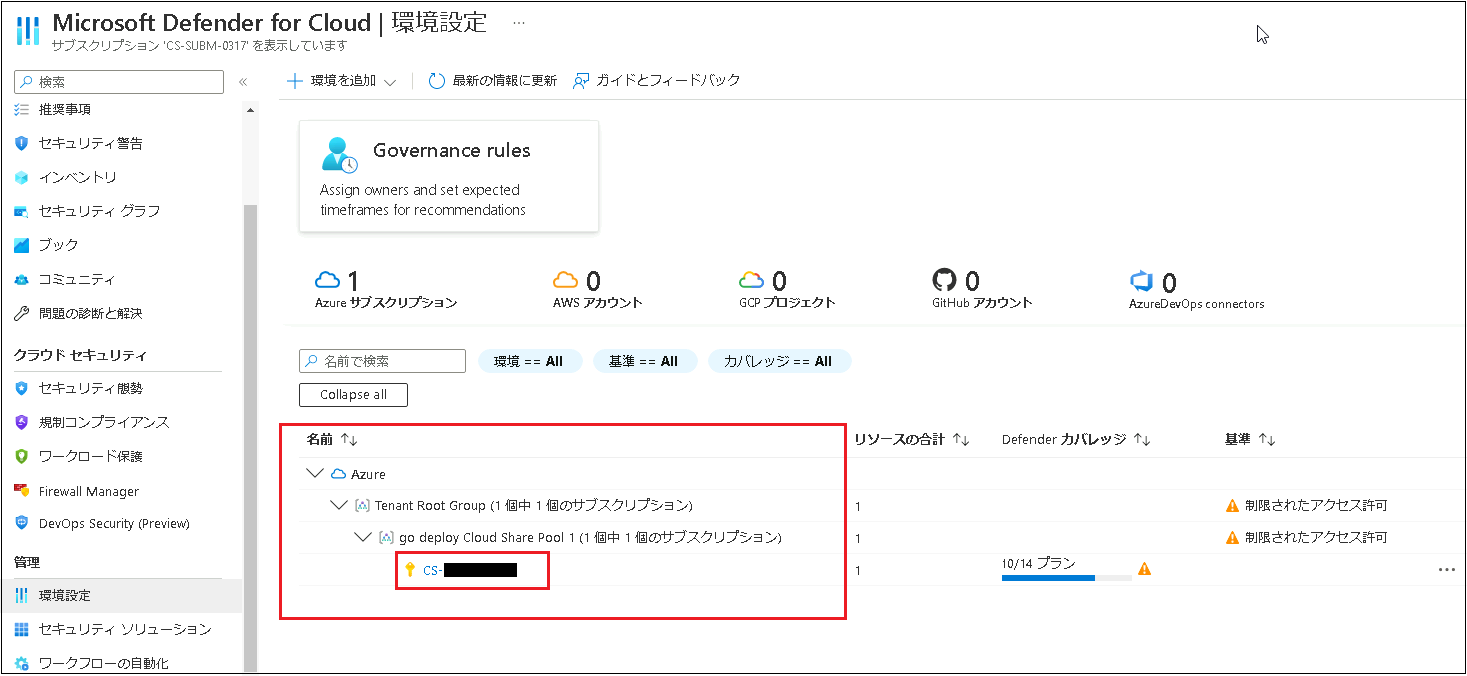 Microsoft Defender for Cloud | 環境設定 ...
サブスクリプション 'CS-SUBM-0317' を表示しています
検索
«
環境を追加
最新の情報に更新
ガイドとフィードバック
推奨事項
セキュリティ警告
インベントリ
セキュリティ グラフ
ブック
コミュニティ
問題の診断と解決
クラウド セキュリティ
セキュリティ態勢
規制コンプライアンス
ワークロード保護
Firewall Manager
DevOps Security (Preview)
管理
環境設定
セキュリティ ソリューション
ワークフローの自動化
Governance rules
Assign owners and set expected
timeframes for recommendations
1
Azure サブスクリプション
0
AWS アカウント
0
GCP プロジェクト
0
GitHub アカウント
0
AzureDevOps connectors
名前で検索
環境 == All
基準 == All
カバレッジ == All
Collapse all
名前 ↑↓ リソースの合計 ↑↓ Defender カバレッジ ↑↓ 基準 ↑↓
Azure
Tenant Root Group (1 個中 1 個のサブスクリプション) 1 制限されたアクセス許可
go deploy Cloud Share Pool 1 (1 個中 1 個のサブスクリプション) 1 制限されたアクセス許可
CS- 1 10/14 プラン ...